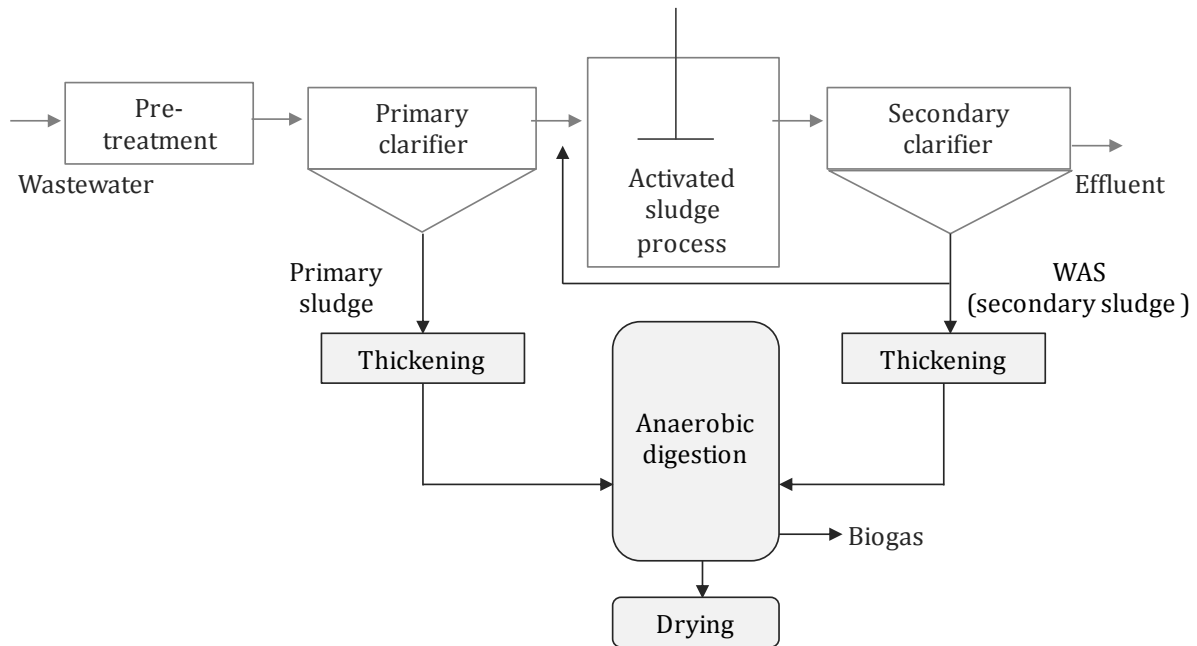 Pre-
treatment
Primary
clarifier
Secondary
clarifier
Wastewater
Activated
sludge
process
Effluent
Primary
sludge
WAS
(secondary sludge )
Thickening
Thickening
Anaerobic
digestion
Biogas
Drying